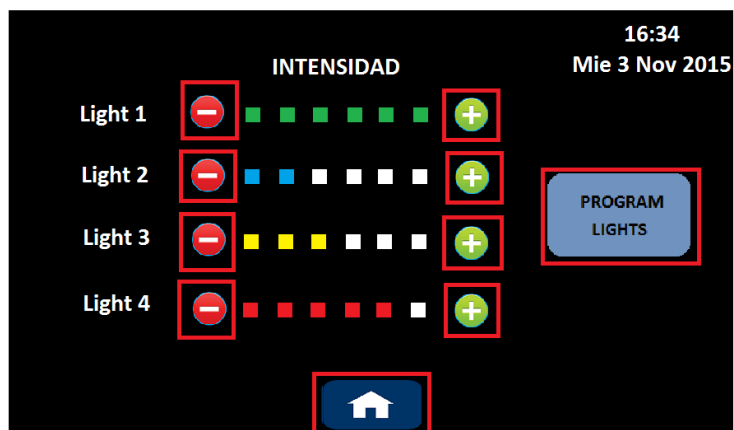 16:34
Mie 3 Nov 2015
INTENSIDAD
Light 1
Light 2
Light 3
Light 4
PROGRAM
LIGHTS